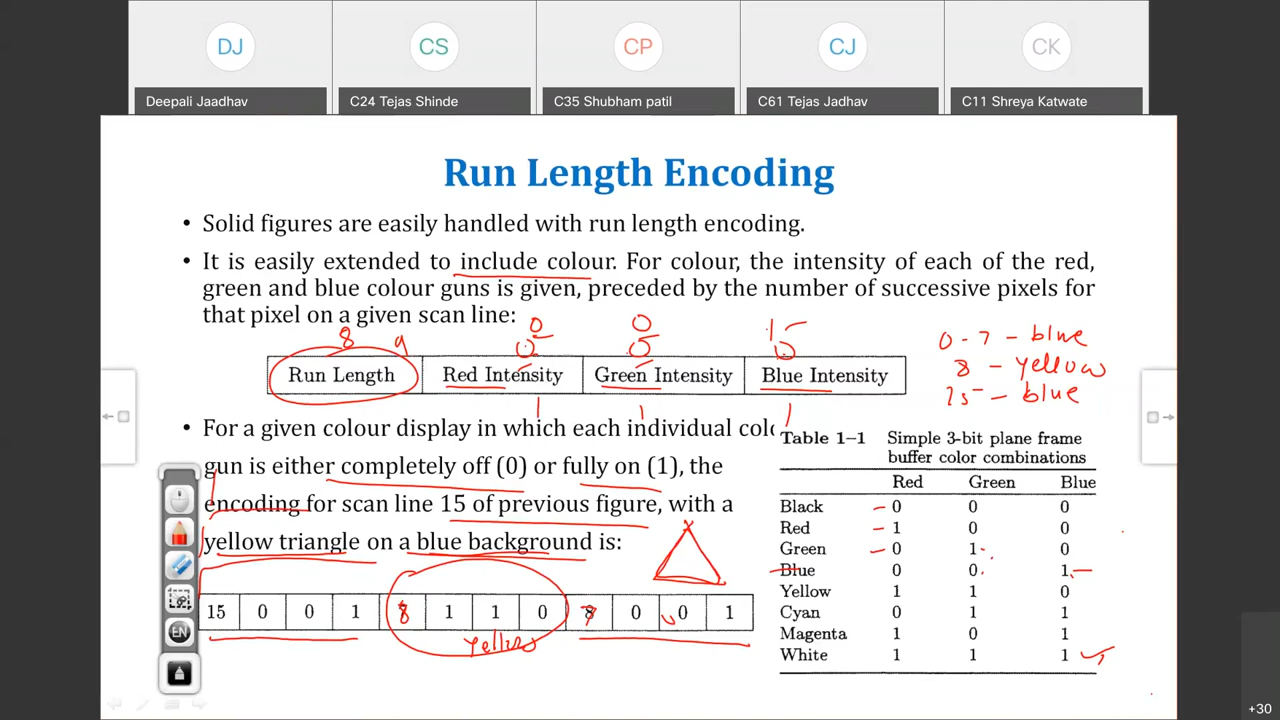 DJ
CS
CP
CJ
CK
Deepali Jaadhav
C24 Tejas Shinde
C35 Shubham patil
C61 Tejas Jadhav
C11 Shreya Katwate
Run Length Encoding
• Solid figures are easily handled with run length encoding.
• It is easily extended to include colour. For colour, the intensity of each of the red,
green and blue colour guns is given, preceded by the number of successive pixels for
that pixel on a given scan line:
8 9 0 0 15
0 0 0
Run Length Red Intensity Green Intensity Blue Intensity
1 1 1
0-7 - blue
8 - yellow
15 - blue
• For a given colour display in which each individual colo
gun is either completely off (0) or fully on (1), the
encoding for scan line 15 of previous figure, with a
yellow triangle on a blue background is:
15 0 0 1 8 1 1 0 8 0 0 1
yellow
Table 1–1 Simple 3-bit plane frame
buffer color combinations
Red Green Blue
Black 0 0 0
Red 1 0 0
Green 0 1 0
Blue 0 0 1
Yellow 1 1 0
Cyan 0 1 1
Magenta 1 0 1
White 1 1 1
EN
+30